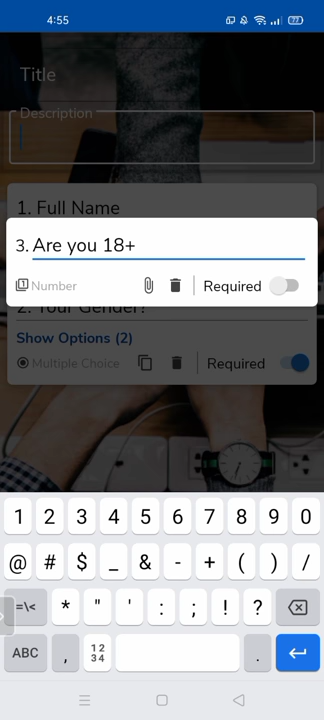 4:55
77
Title
Description
1. Full Name
3. Are you 18+
Number
Required
2. Your Gender?
Show Options (2)
Multiple Choice
Required
1 2 3 4 5 6 7 8 9 0
@ # $ _ & - + ( ) /
=\< * " ' : ; ! ?
ABC , 12 34 .